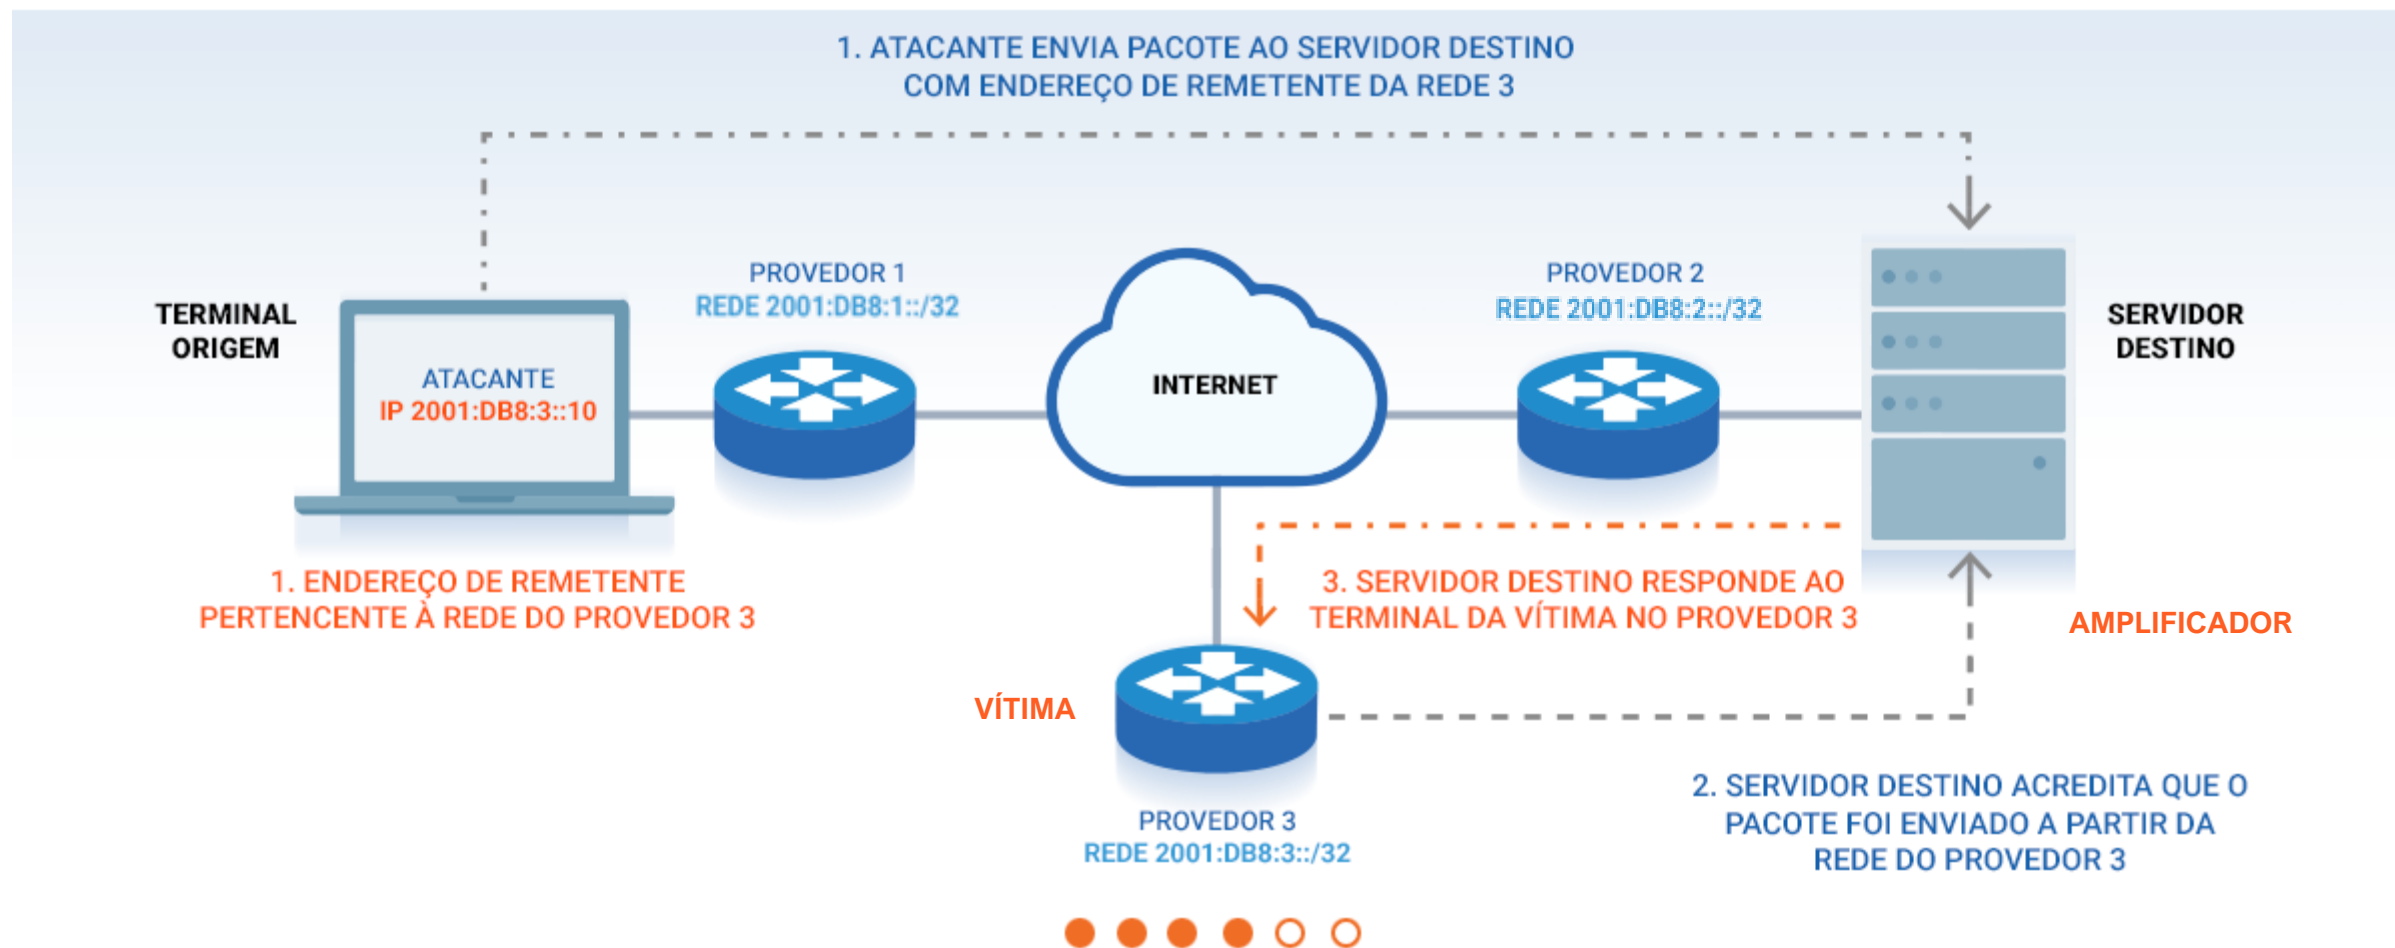 1. ATACANTE ENVIA PACOTE AO SERVIDOR DESTINO
COM ENDEREÇO DE REMETENTE DA REDE 3
TERMINAL
ORIGEM
ATACANTE
IP 2001:DB8:3::10
PROVEDOR 1
REDE 2001:DB8:1::/32
INTERNET
PROVEDOR 2
REDE 2001:DB8:2::/32
SERVIDOR
DESTINO
1. ENDEREÇO DE REMETENTE
PERTENCENTE À REDE DO PROVEDOR 3
3. SERVIDOR DESTINO RESPONDE AO
TERMINAL DA VÍTIMA NO PROVEDOR 3
AMPLIFICADOR
VÍTIMA
PROVEDOR 3
REDE 2001:DB8:3::/32
2. SERVIDOR DESTINO ACREDITA QUE O
PACOTE FOI ENVIADO A PARTIR DA
REDE DO PROVEDOR 3